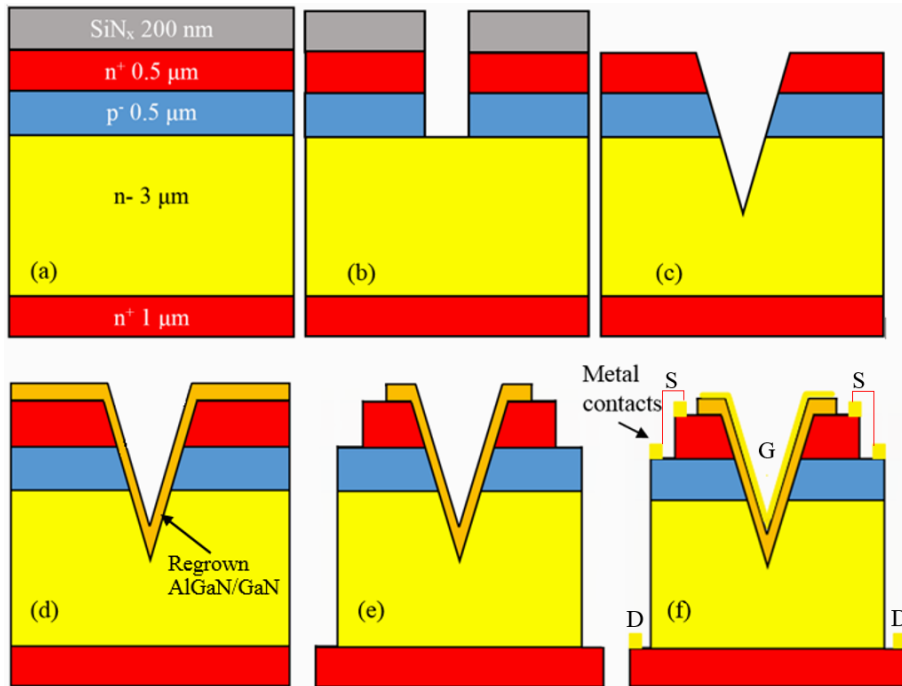 SiNₓ 200 nm
n⁺ 0.5 μm
p⁻ 0.5 μm
n- 3 μm
(a)
n⁺ 1 μm
(b)
(c)
Regrown
AlGaN/GaN
(d)
(e)
Metal
contacts
S
S
G
(f)
D
D